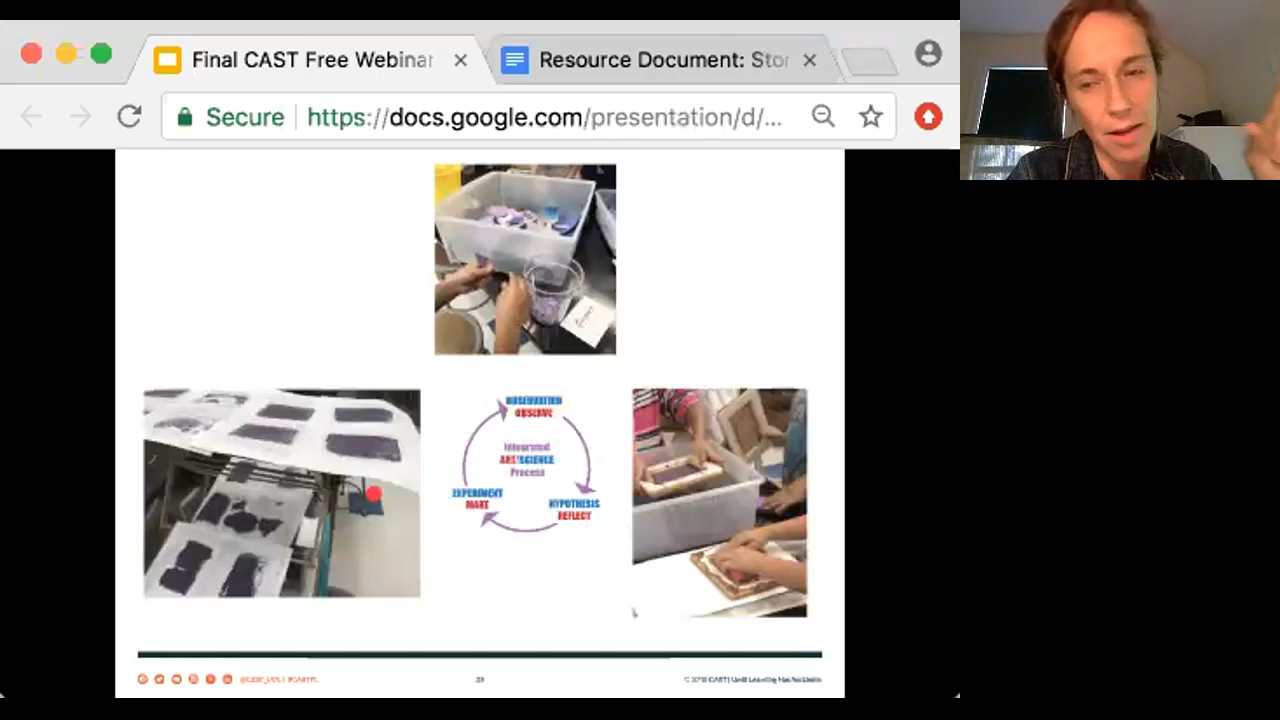 Final CAST Free Webinar
Resource Document: Stor
Secure
https://docs.google.com/presentation/d/...
OBSERVATION
OBSERVE
Integrated
ART/SCIENCE
Process
EXPERIMENT
MAKE
HYPOTHESIS
REFLECT